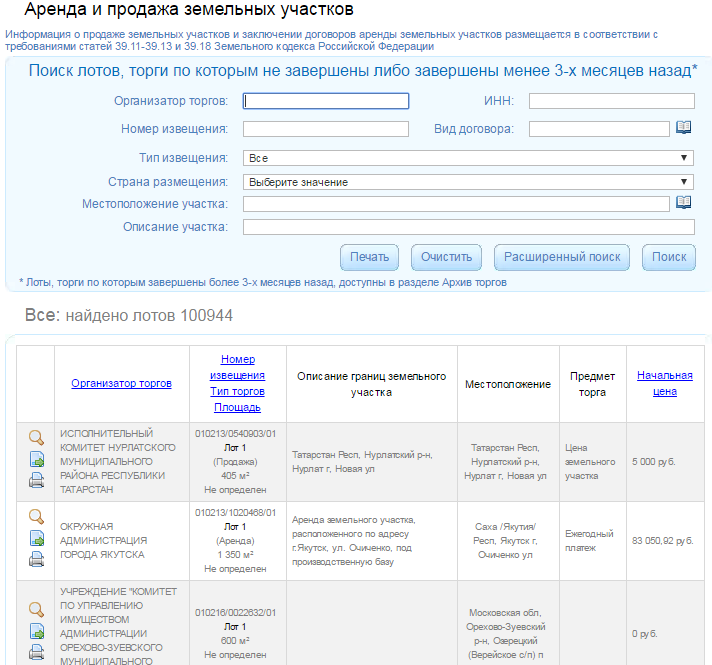 Аренда и продажа земельных участков
Информация о продаже земельных участков и заключении договоров аренды земельных участков размещается в соответствии с
требованиями статей 39.11-39.13 и 39.18 Земельного кодекса Российской Федерации
Поиск лотов, торги по которым не завершены либо завершены менее 3-х месяцев назад*
Организатор торгов: ИНН:
Номер извещения: Вид договора:
Тип извещения: Все
Страна размещения: Выберите значение
Местоположение участка:
Описание участка:
Печать Очистить Расширенный поиск Поиск
* Лоты, торги по которым завершены более 3-х месяцев назад, доступны в разделе Архив торгов
Все: найдено лотов 100944
Организатор торгов
Номер
извещения
Тип торгов
Площадь
Описание границ земельного
участка
Местоположение
Предмет
торга
Начальная
цена
ИСПОЛНИТЕЛЬНЫЙ
КОМИТЕТ НУРЛАТСКОГО
МУНИЦИПАЛЬНОГО
РАЙОНА РЕСПУБЛИКИ
ТАТАРСТАН
010213/0540903/01
Лот 1
(Продажа)
405 м²
Не определен
Татарстан Респ, Нурлатский р-н,
Нурлат г, Новая ул
Татарстан Респ,
Нурлатский р-н,
Нурлат г, Новая ул
Цена
земельного
участка
5 000 руб.
ОКРУЖНАЯ
АДМИНИСТРАЦИЯ
ГОРОДА ЯКУТСКА
010213/1020468/01
Лот 1
(Аренда)
1 350 м²
Не определен
Аренда земельного участка,
расположенного по адресу
г.Якутск, ул. Очиченко, под
производственную базу
Саха /Якутия/
Респ, Якутск г,
Очиченко ул
Ежегодный
платеж
83 050,92 руб.
УЧРЕЖДЕНИЕ "КОМИТЕТ
ПО УПРАВЛЕНИЮ
ИМУЩЕСТВОМ
АДМИНИСТРАЦИИ
ОРЕХОВО-ЗУЕВСКОГО
МУНИЦИПАЛЬНОГО
010216/0022632/01
Лот 1
600 м²
Не определен
Московская обл,
Орехово-Зуевский
р-н, Озерецкий
(Верейское с/п) п
0 руб.